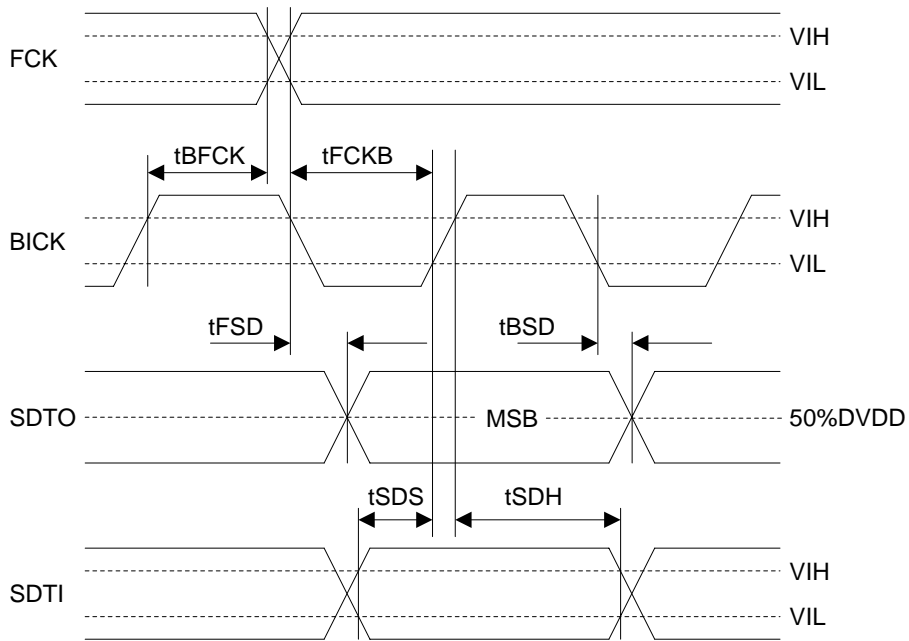 FCK
VIH
VIL
tBFCK
tFCKB
BICK
VIH
VIL
tFSD
tBSD
SDTO
MSB
50%DVDD
tSDS
tSDH
SDTI
VIH
VIL